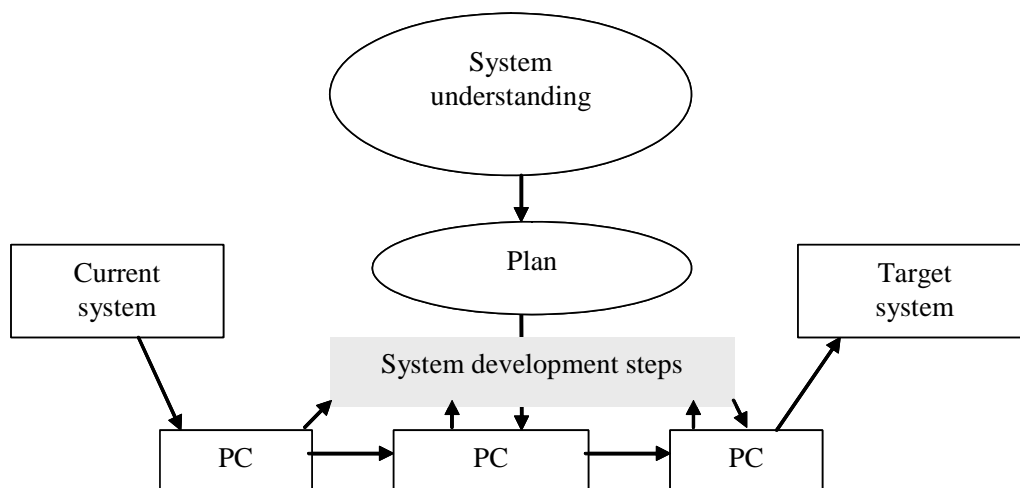 System
understanding
Plan
Current
system
Target
system
System development steps
PC
PC
PC